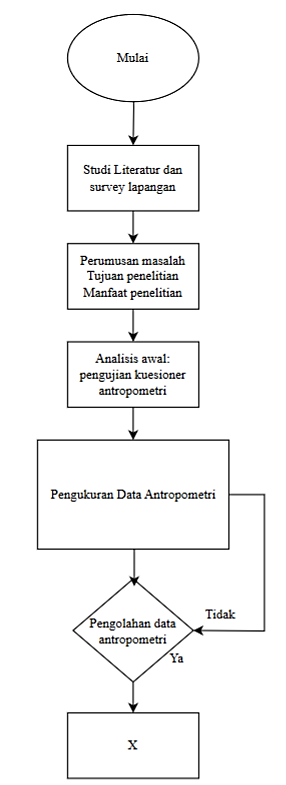 Mulai
Studi Literatur dan
survey lapangan
Perumusan masalah
Tujuan penelitian
Manfaat penelitian
Analisis awal:
pengujian kuesioner
antropometri
Pengukuran Data Antropometri
Pengolahan data
antropometri
Tidak
Ya
X